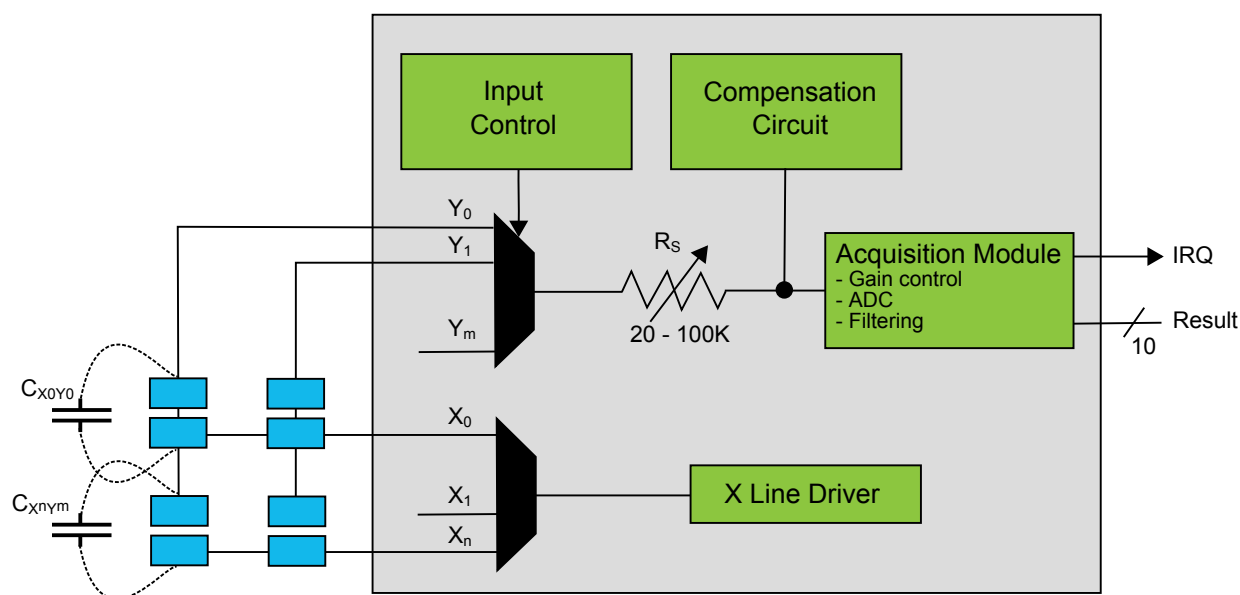 Input
Control
Compensation
Circuit
Y0
Y1
RS
Acquisition Module
- Gain control
- ADC
- Filtering
IRQ
Result
10
Ym
20 - 100K
CX0Y0
X0
X Line Driver
CXnYm
X1
Xn